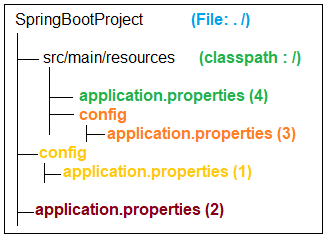 SpringBootProject (File: . /)
src/main/resources (classpath : /)
application.properties (4)
config
application.properties (3)
config
application.properties (1)
application.properties (2)